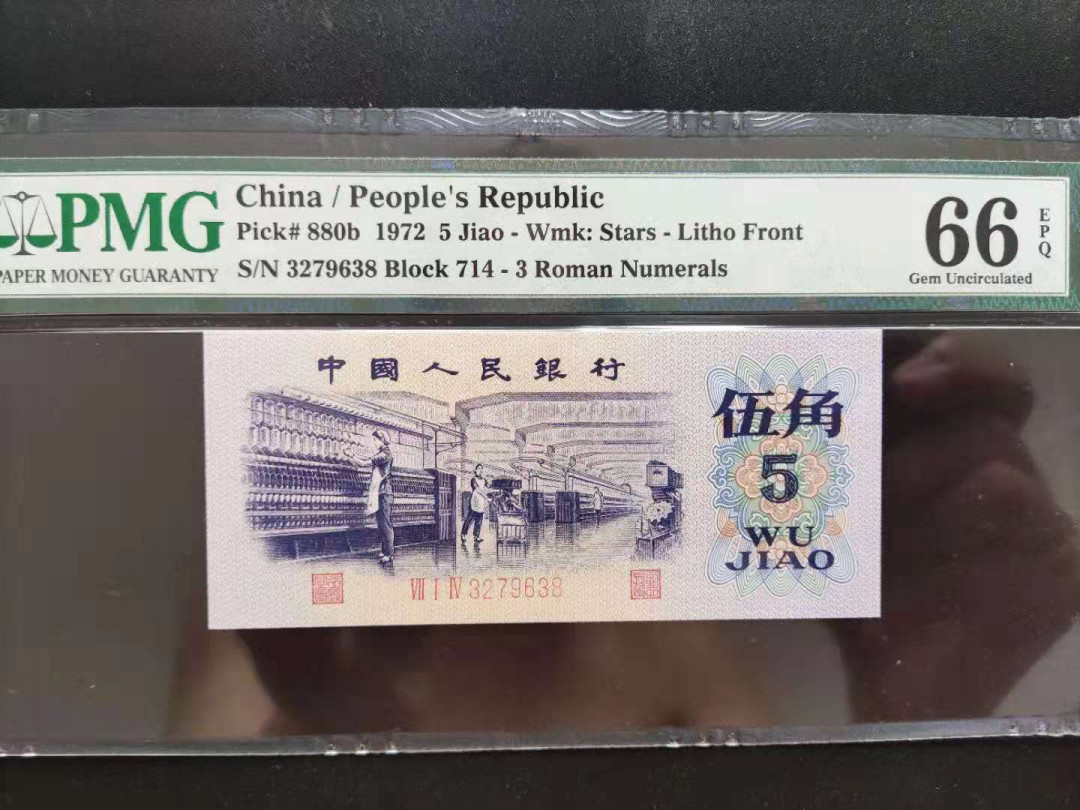 PMG
PAPER MONEY GUARANTY
China / People's Republic
Pick# 880b 1972 5 Jiao - Wmk: Stars - Litho Front
S/N 3279638 Block 714 - 3 Roman Numerals
66 EPQ
Gem Uncirculated
中國人民銀行
伍角
5
WU
JIAO
Ⅶ Ⅰ Ⅳ 3279638